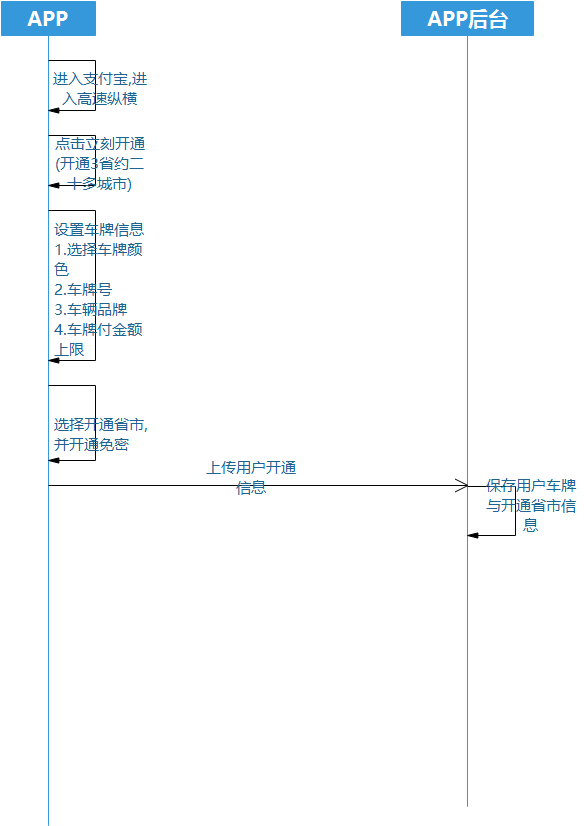 APP
APP后台
进入支付宝,进
入高速纵横
点击立刻开通
(开通3省约二
十多城市)
设置车牌信息
1.选择车牌颜
色
2.车牌号
3.车辆品牌
4.车牌付金额
上限
选择开通省市,
并开通免密
上传用户开通
信息
保存用户车牌
与开通省市信
息